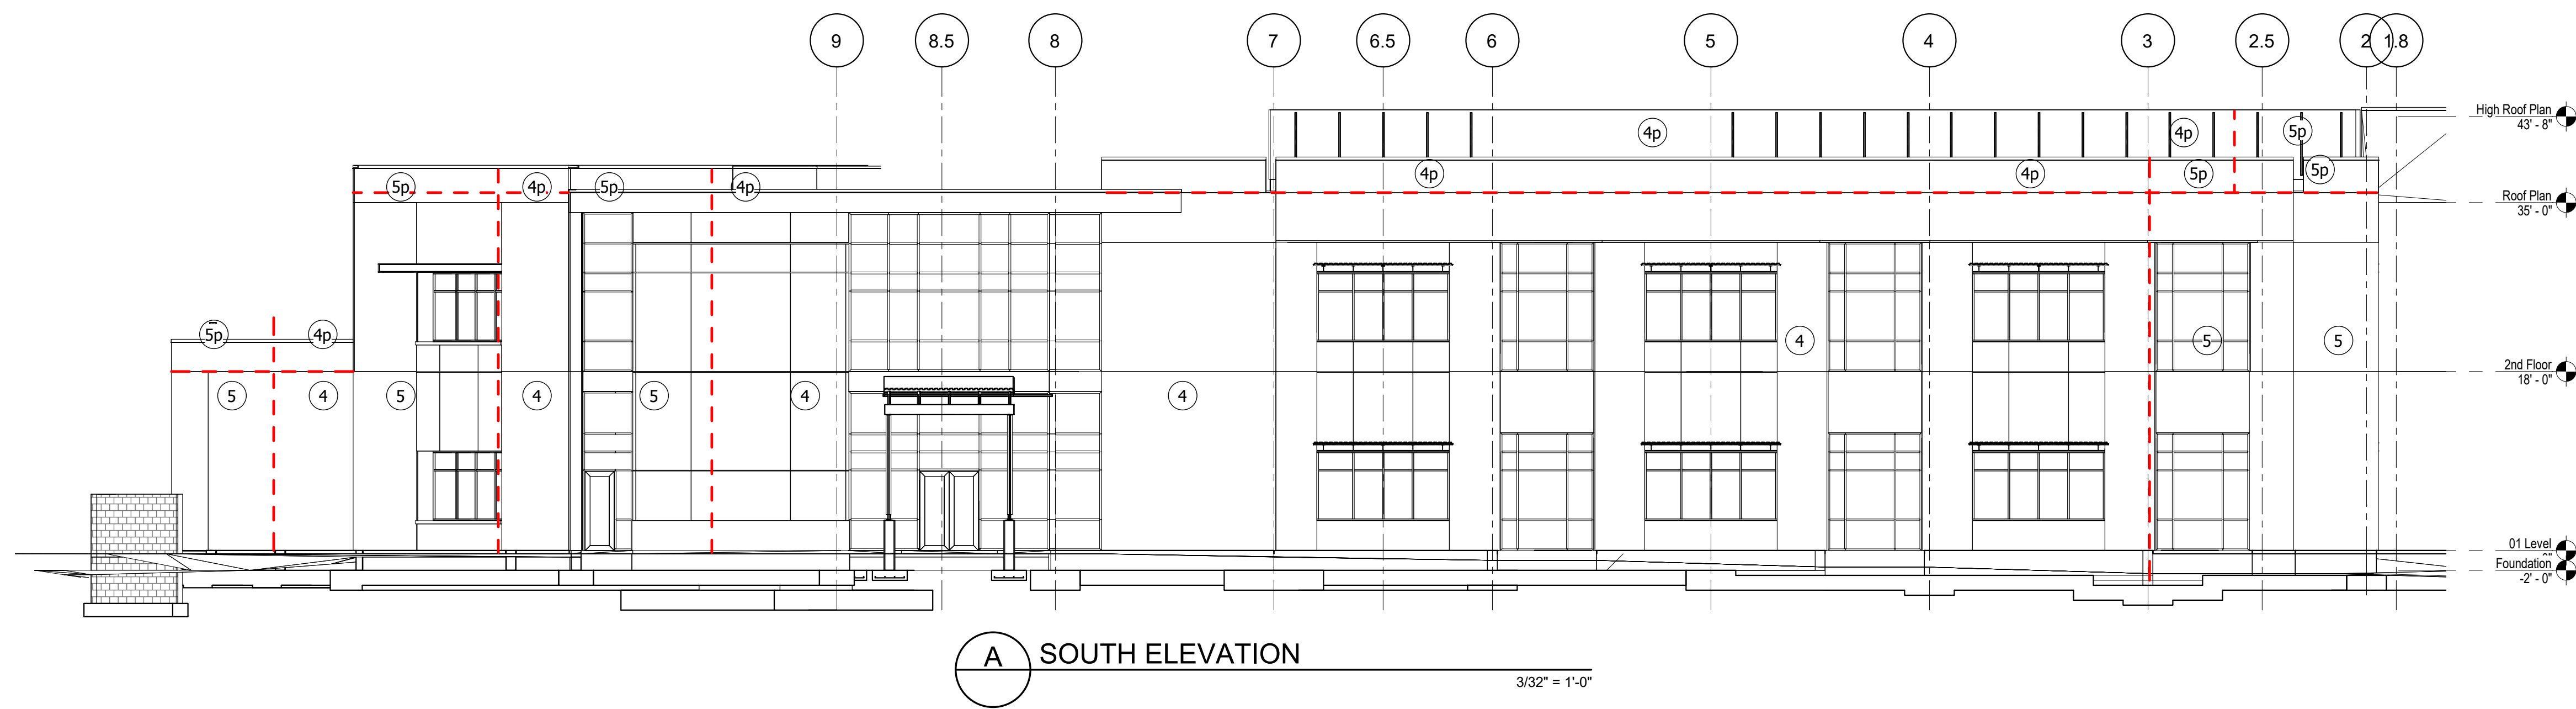 9 8.5 8 7 6.5 6 5 4 3 2.5 2 1.8
High Roof Plan
43' - 8"
4p 4p 5p
4p 4p 5p 5p
5p 4p 5p 4p
Roof Plan
35' - 0"
5p 4p
4 5 5
2nd Floor
18' - 0"
5 4 5 4 5 4 4
01 Level
Foundation
-2' - 0"
A SOUTH ELEVATION
3/32" = 1'-0"